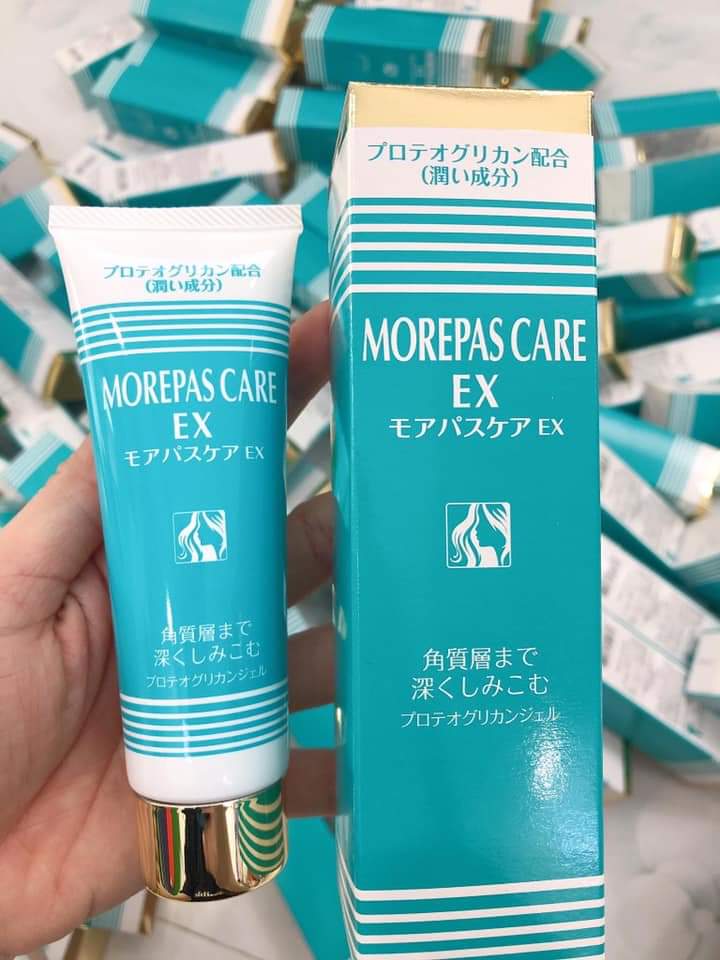 プロテオグリカン配合
(潤い成分)
MOREPAS CARE
EX
モアパスケア EX
角質層まで
深くしみこむ
プロテオグリカンジェル
プロテオグリカン配合
(潤い成分)
MOREPAS CARE
EX
モアパスケア EX
角質層まで
深くしみこむ
プロテオグリカンジェル